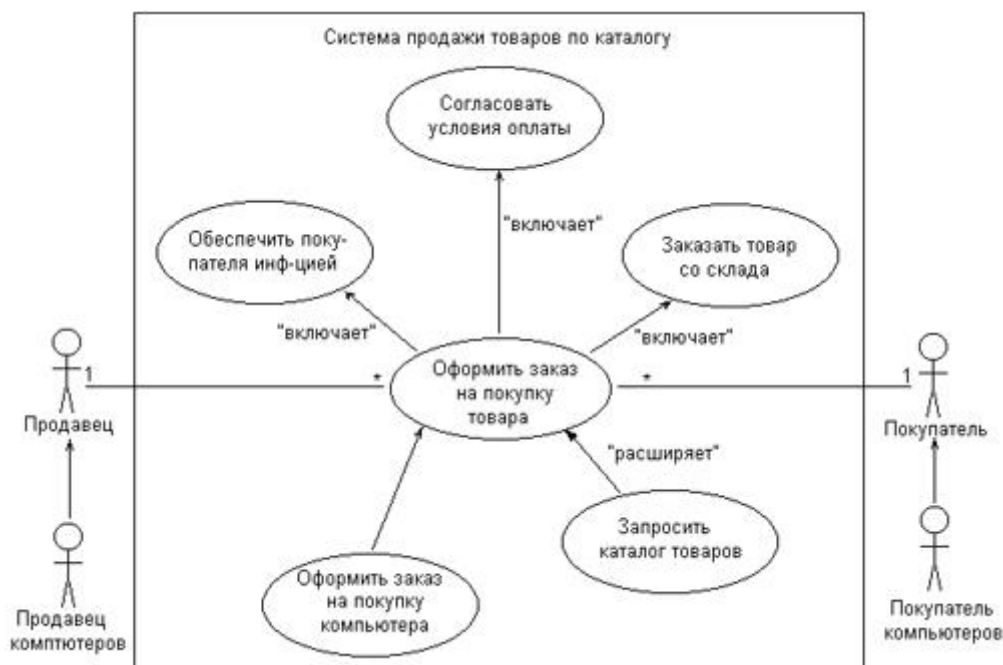 Система продажи товаров по каталогу
Согласовать
условия оплаты
"включает"
Обеспечить поку-
пателя инф-цией
Заказать товар
со склада
"включает"
"включает"
1
*
Оформить заказ
на покупку
товара
*
1
Продавец
Покупатель
"расширяет"
Запросить
каталог товаров
Оформить заказ
на покупку
компьютера
Продавец
комптютеров
Покупатель
компьютеров